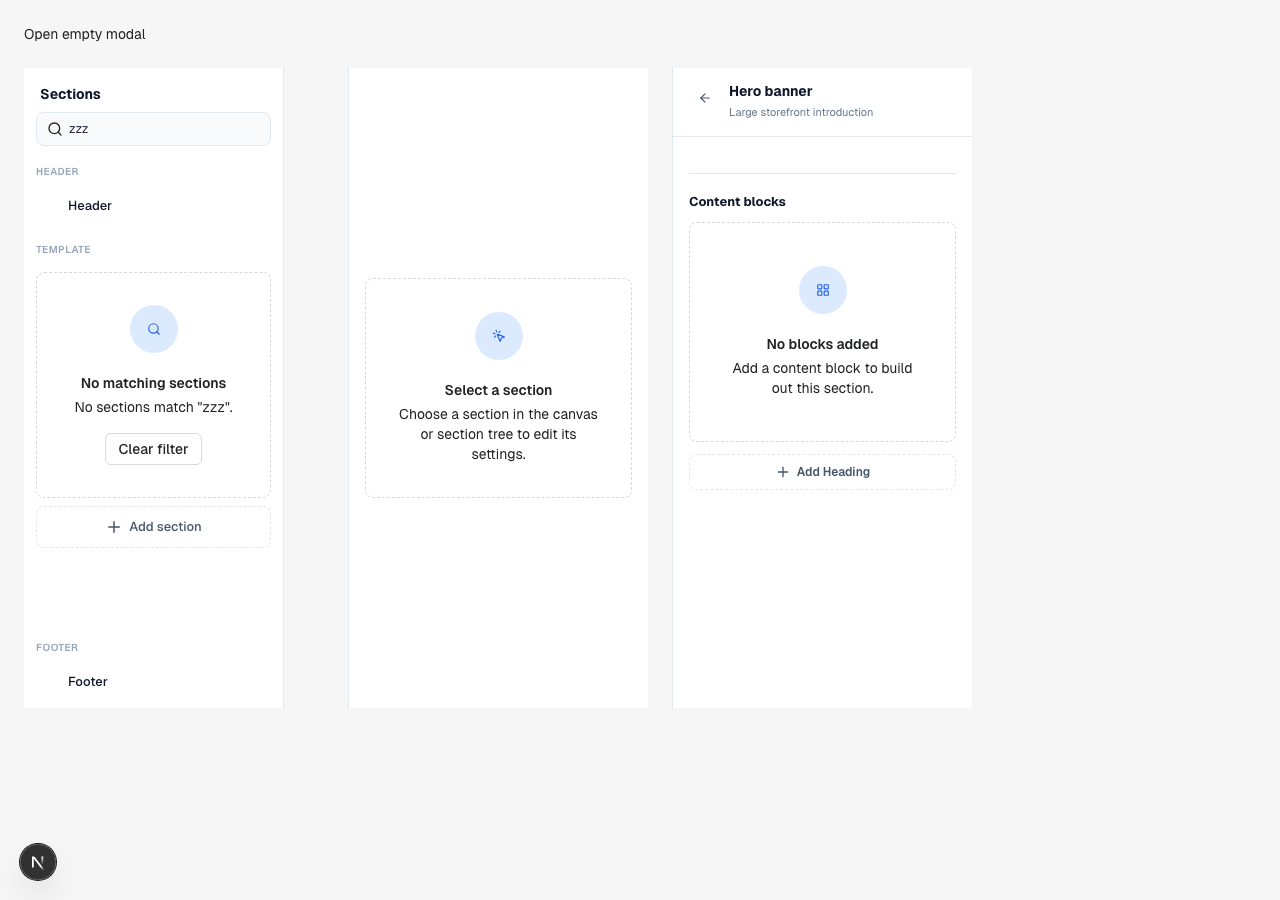 Open empty modal
Sections
zzz
HEADER
Header
TEMPLATE
No matching sections
No sections match "zzz".
Clear filter
Add section
FOOTER
Footer
Select a section
Choose a section in the canvas
or section tree to edit its
settings.
Hero banner
Large storefront introduction
Content blocks
No blocks added
Add a content block to build
out this section.
Add Heading
N